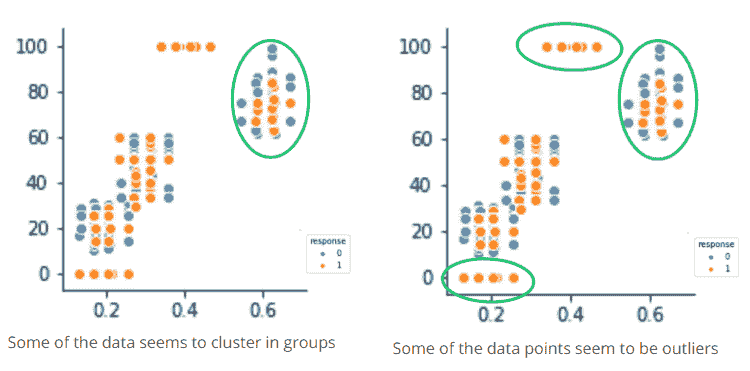 100
80
60
40
20
0
0.2 0.4 0.6
response
0
1
Some of the data seems to cluster in groups
100
80
60
40
20
0
0.2 0.4 0.6
response
0
1
Some of the data points seem to be outliers